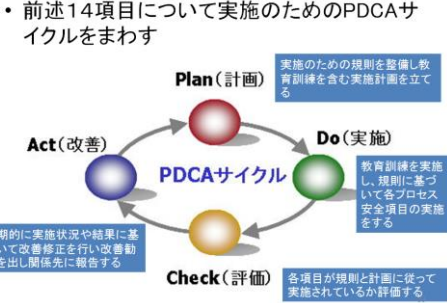 • 前述14項目について実施のためのPDCAサ
イクルをまわす
実施のための規則を整備し教
育訓練を含む実施計画を立て
る
Plan(計画)
Act(改善)
Do(実施)
PDCAサイクル
教育訓練を実施
し、規則に基づ
いて各プロセス
安全項目の実施
をする
期的に実施状況や結果に基
いて改善修正を行い改善勧
を出し関係先に報告する
Check(評価)
各項目が規則と計画に従って
実施されているか評価する